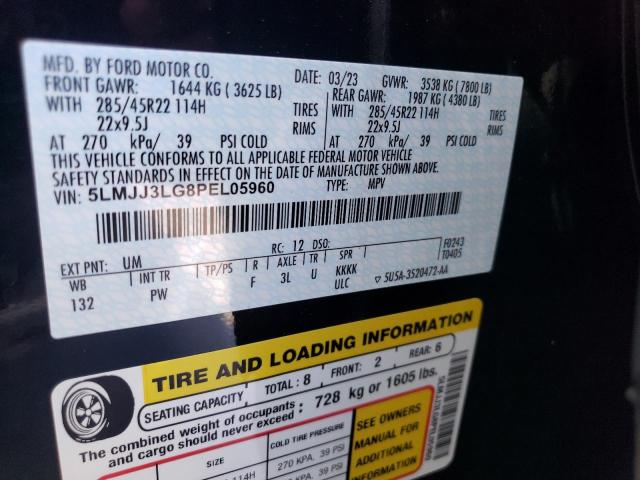 MFD. BY FORD MOTOR CO.
DATE: 03/23 GVWR: 3538 KG ( 7800 LB)
FRONT GAWR: 1644 KG ( 3625 LB) REAR GAWR: 1987 KG ( 4380 LB)
WITH 285/45R22 114H TIRES 285/45R22 114H TIRES
22x9.5J RIMS 22x9.5J RIMS
AT 270 kPa/ 39 PSI COLD AT 270 kPa/ 39 PSI COLD
THIS VEHICLE CONFORMS TO ALL APPLICABLE FEDERAL MOTOR VEHICLE
SAFETY STANDARDS IN EFFECT ON THE DATE OF MANUFACTURE SHOWN ABOVE.
VIN: 5LMJJ3LG8PEL05960 TYPE: MPV
F0243
T0405
EXT PNT: UM RC: 12 DSO:
WB INT TR TP/PS R AXLE TR SPR
132 PW F 3L U KKKK
ULC ▽ 5U5A-3520472-AA
TIRE AND LOADING INFORMATION
SEATING CAPACITY TOTAL : 8 FRONT: 2 REAR: 6
The combined weight of occupants
and cargo should never exceed : 728 kg or 1605 lbs.
SIZE COLD TIRE PRESSURE
114H 270 KPA, 39 PSI
SEE OWNERS
MANUAL FOR
ADDITIONAL
INFORMATION